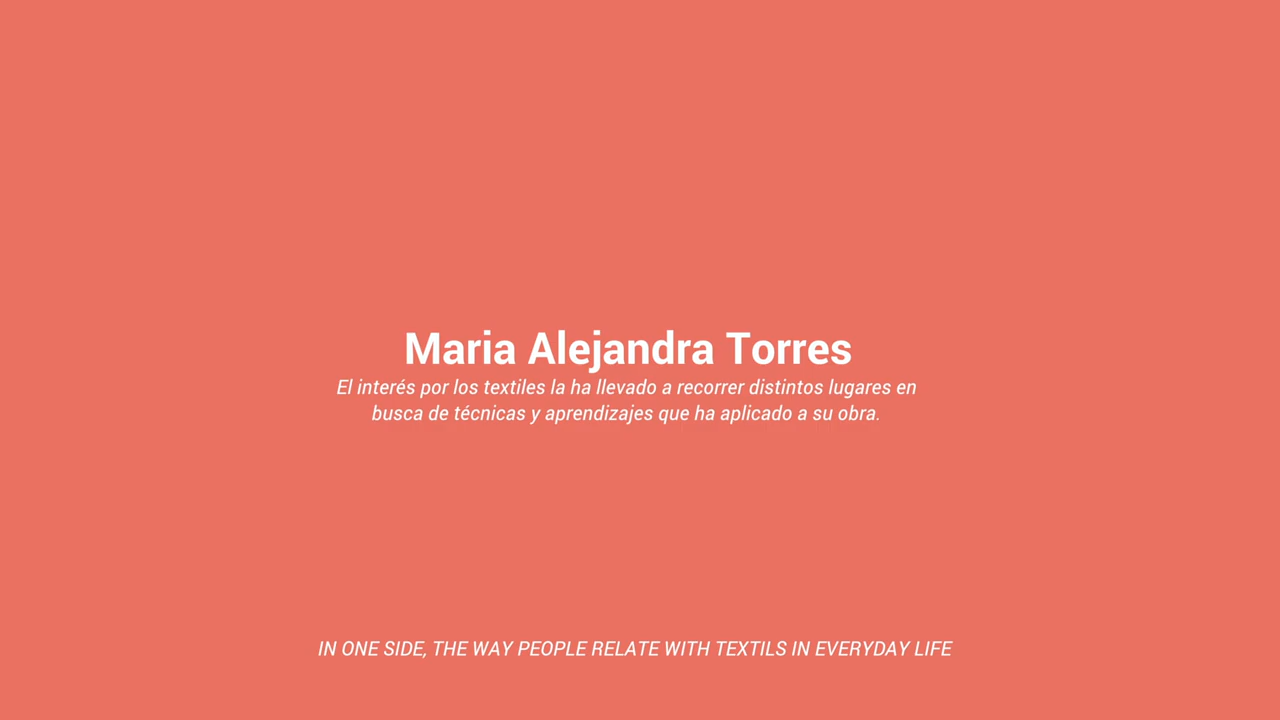 Maria Alejandra Torres
El interés por los textiles la ha llevado a recorrer distintos lugares en
busca de técnicas y aprendizajes que ha aplicado a su obra.
IN ONE SIDE, THE WAY PEOPLE RELATE WITH TEXTILS IN EVERYDAY LIFE